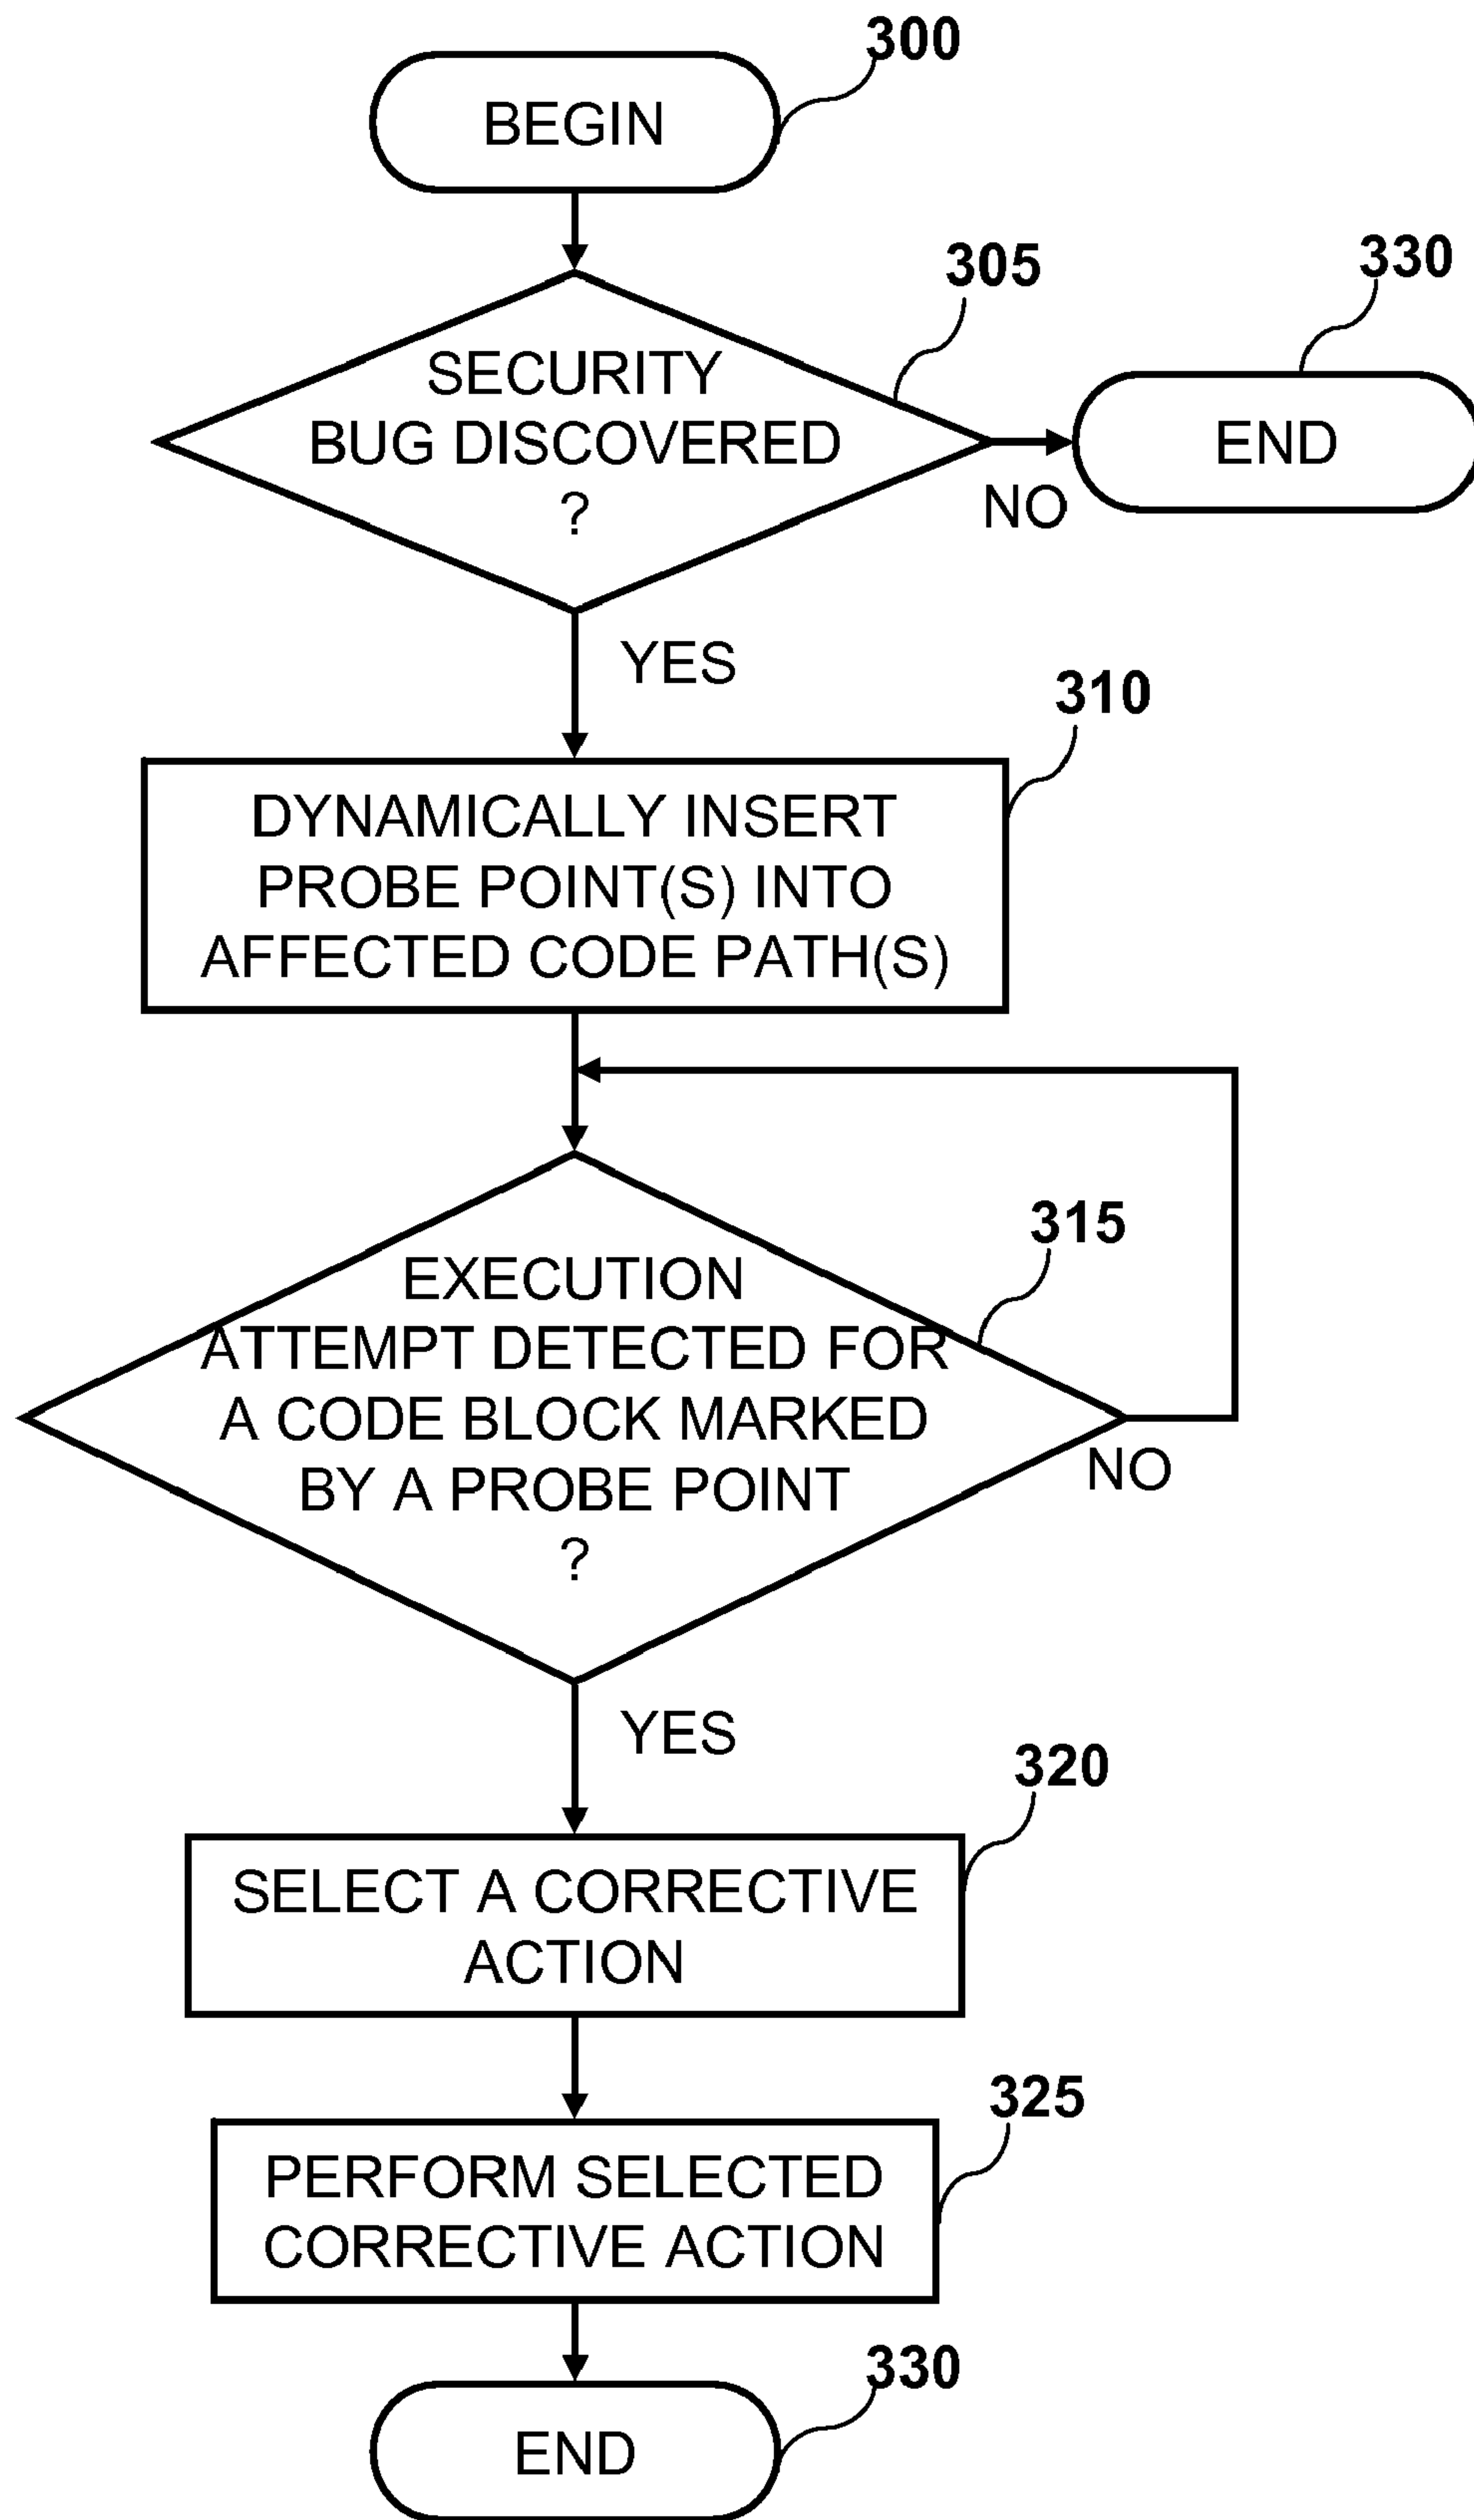 300
BEGIN
305
330
SECURITY
BUG DISCOVERED
?
END
NO
YES
310
DYNAMICALLY INSERT
PROBE POINT(S) INTO
AFFECTED CODE PATH(S)
315
EXECUTION
ATTEMPT DETECTED FOR
A CODE BLOCK MARKED
BY A PROBE POINT
?
NO
YES
320
SELECT A CORRECTIVE
ACTION
325
PERFORM SELECTED
CORRECTIVE ACTION
330
END